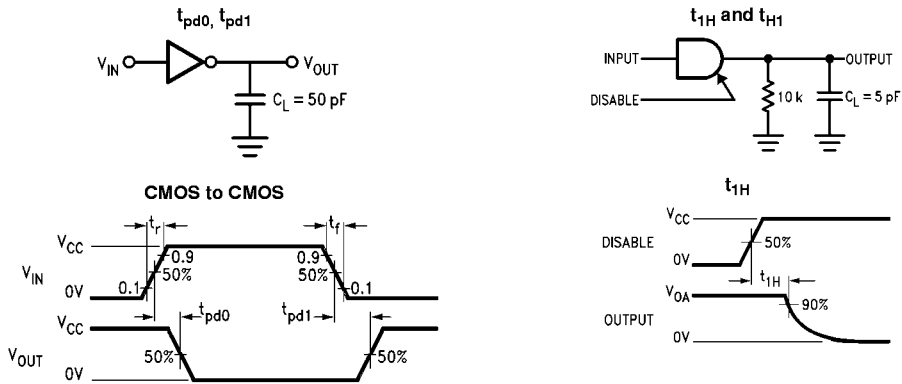 tpd0, tpd1
VIN
VOUT
CL = 50 pF
CMOS to CMOS
tr
tf
VCC
0.9
0.9
VIN
50%
50%
0V
0.1
0.1
tpd0
tpd1
VCC
VOUT
50%
50%
0V
t1H and tH1
INPUT
OUTPUT
DISABLE
10 k
CL = 5 pF
t1H
VCC
DISABLE
50%
0V
t1H
VOA
90%
OUTPUT
0V